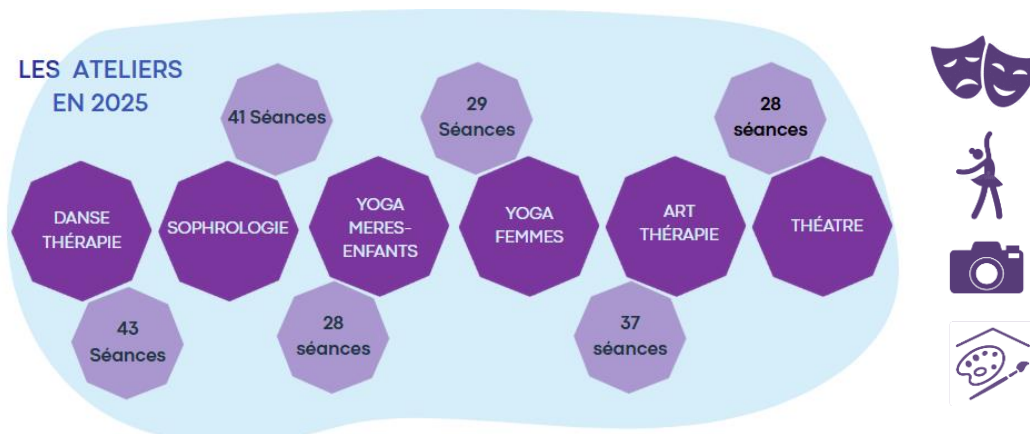 LES ATELIERS
EN 2025
41 Séances
29
Séances
28
séances
DANSE
THÉRAPIE
SOPHROLOGIE
YOGA
MERES-
ENFANTS
YOGA
FEMMES
ART
THÉRAPIE
THÉATRE
43
Séances
28
séances
37
séances